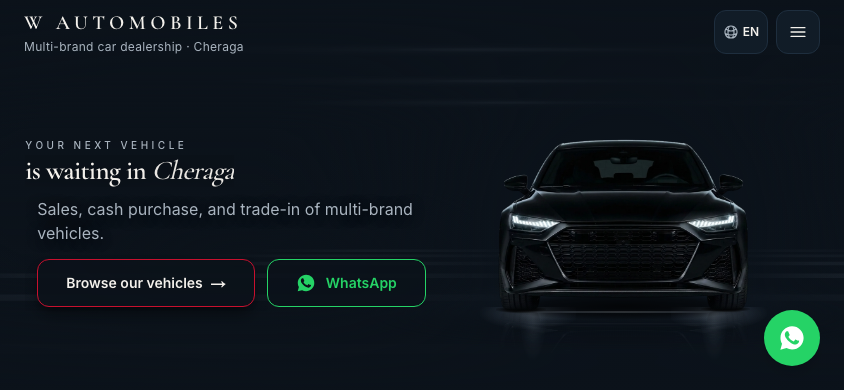 W AUTOMOBILES
Multi-brand car dealership · Cheraga
EN
YOUR NEXT VEHICLE
is waiting in Cheraga
Sales, cash purchase, and trade-in of multi-brand
vehicles.
Browse our vehicles →
WhatsApp